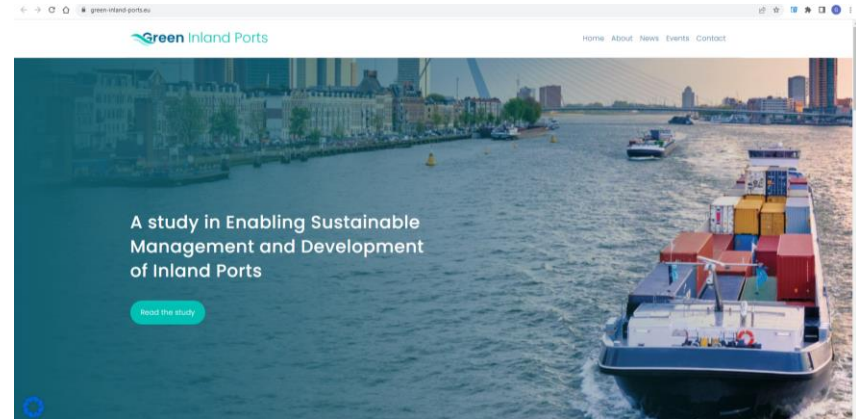 green-inland-ports.eu
Green Inland Ports
Home About News Events Contact
A study in Enabling Sustainable
Management and Development
of Inland Ports
Read the study